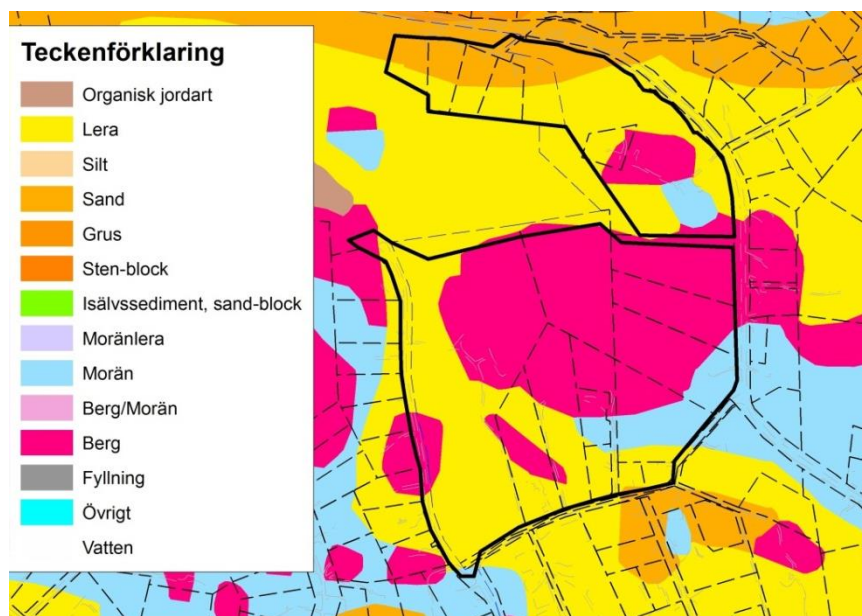 Teckenförklaring
Organisk jordart
Lera
Silt
Sand
Grus
Sten-block
Isälvssediment, sand-block
Moränlera
Morän
Berg/Morän
Berg
Fyllning
Övrigt
Vatten